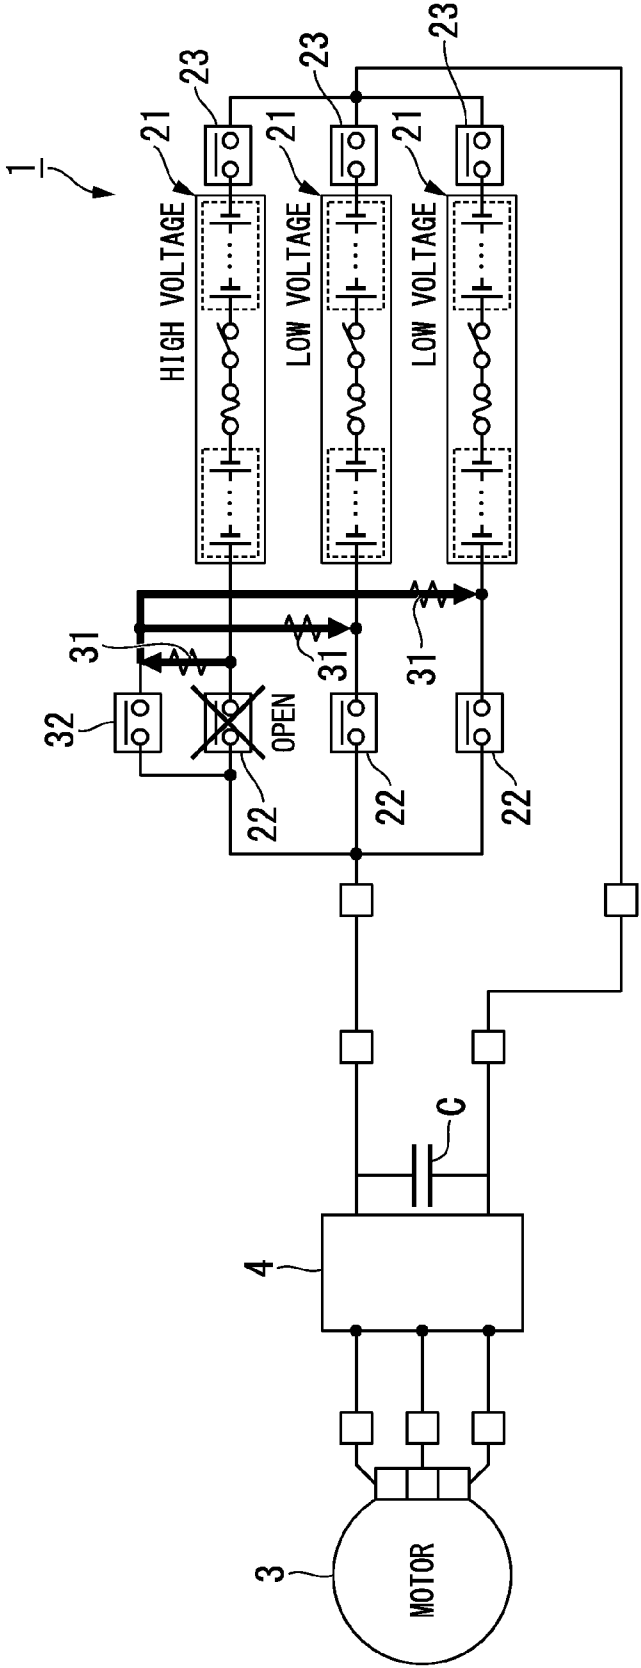 1
23
23
23
21
21
21
HIGH VOLTAGE
LOW VOLTAGE
LOW VOLTAGE
31
31
31
32
OPEN
22
22
22
C
4
3
MOTOR